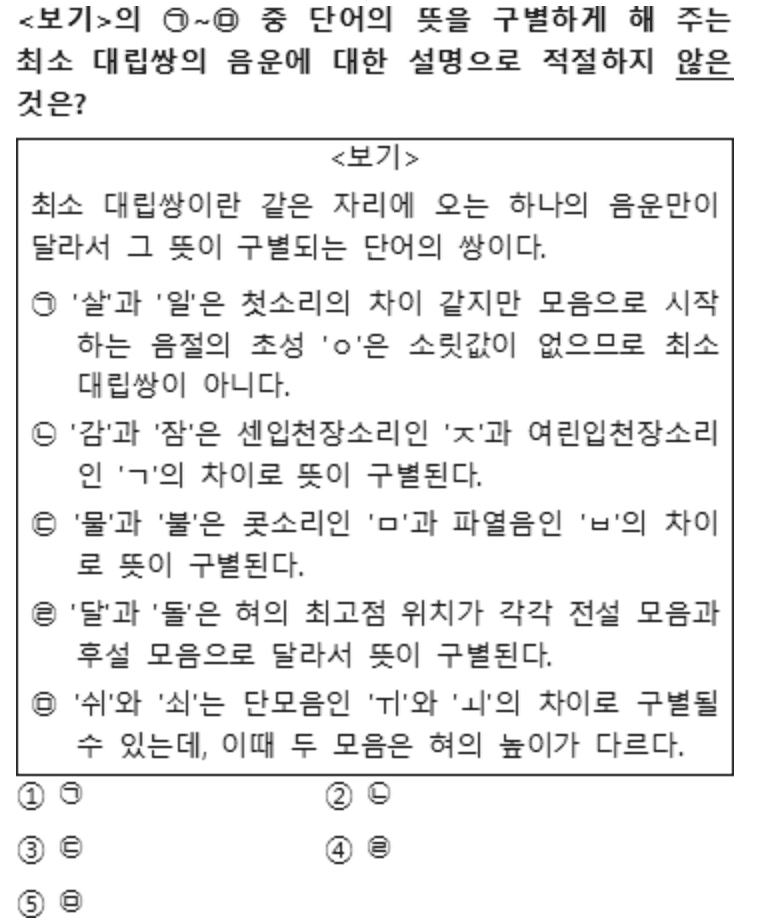 <보기>의 ㉠~㉤ 중 단어의 뜻을 구별하게 해 주는
최소 대립쌍의 음운에 대한 설명으로 적절하지 않은
것은?
<보기>
최소 대립쌍이란 같은 자리에 오는 하나의 음운만이
달라서 그 뜻이 구별되는 단어의 쌍이다.
㉠ '살'과 '일'은 첫소리의 차이 같지만 모음으로 시작
하는 음절의 초성 'ㅇ'은 소릿값이 없으므로 최소
대립쌍이 아니다.
㉡ '감'과 '잠'은 센입천장소리인 'ㅈ'과 여린입천장소리
인 'ㄱ'의 차이로 뜻이 구별된다.
㉢ '물'과 '불'은 콧소리인 'ㅁ'과 파열음인 'ㅂ'의 차이
로 뜻이 구별된다.
㉣ '달'과 '돌'은 혀의 최고점 위치가 각각 전설 모음과
후설 모음으로 달라서 뜻이 구별된다.
㉤ '쉬'와 '쇠'는 단모음인 'ㅟ'와 'ㅚ'의 차이로 구별될
수 있는데, 이때 두 모음은 혀의 높이가 다르다.
① ㉠ ② ㉡
③ ㉢ ④ ㉣
⑤ ㉤